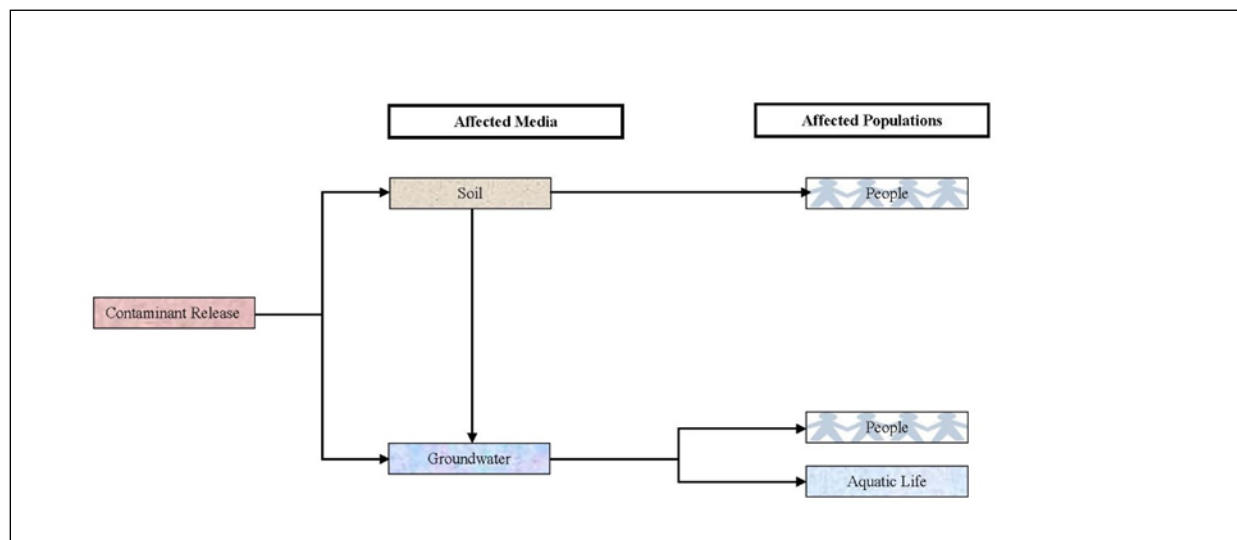 Affected Media
Affected Populations
Soil
People
Contaminant Release
People
Groundwater
Aquatic Life